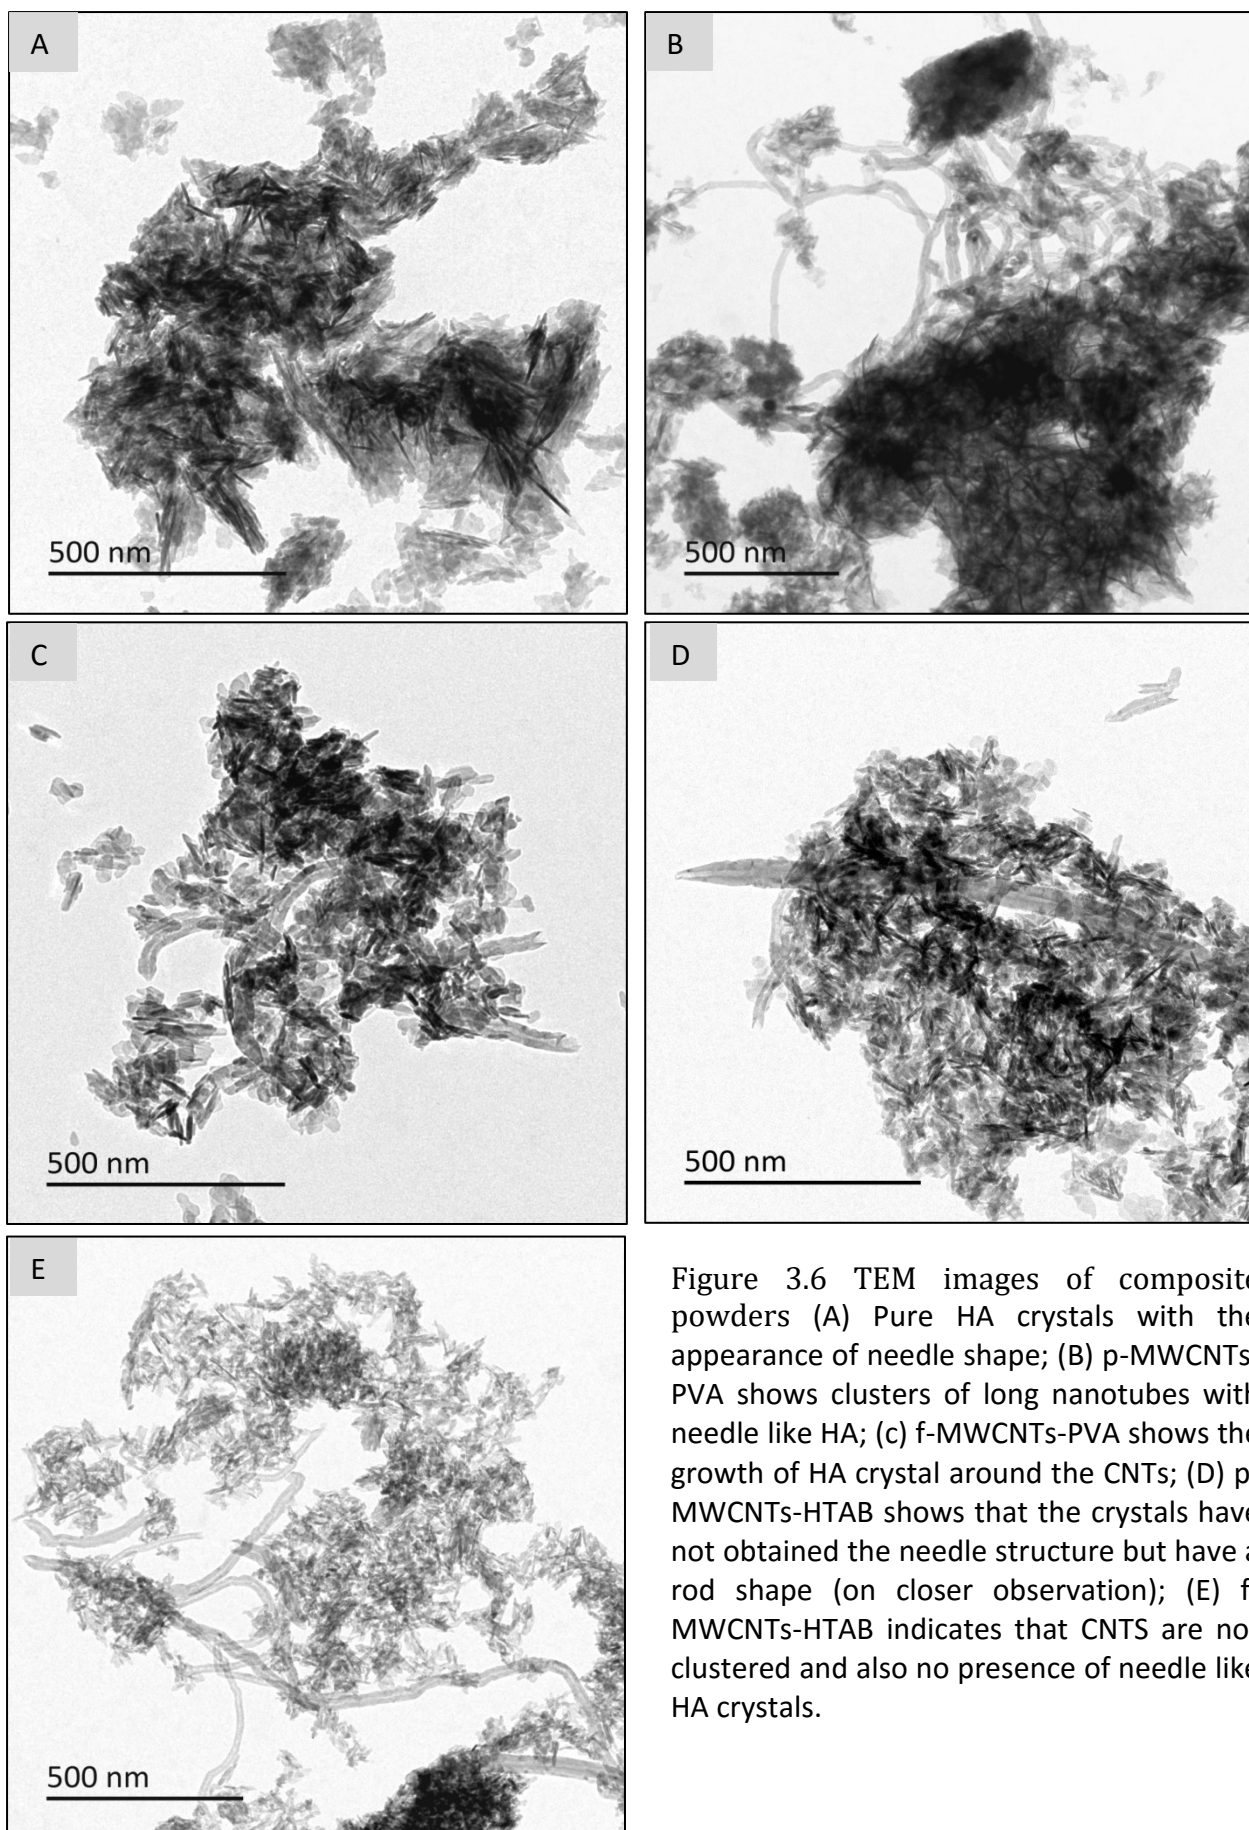 A
B
500 nm
500 nm
C
D
500 nm
500 nm
E
500 nm
Figure 3.6 TEM images of composite
powders (A) Pure HA crystals with the
appearance of needle shape; (B) p-MWCNTs
PVA shows clusters of long nanotubes with
needle like HA; (c) f-MWCNTs-PVA shows the
growth of HA crystal around the CNTs; (D) p
MWCNTs-HTAB shows that the crystals have
not obtained the needle structure but have a
rod shape (on closer observation); (E) f
MWCNTs-HTAB indicates that CNTS are no
clustered and also no presence of needle like
HA crystals.